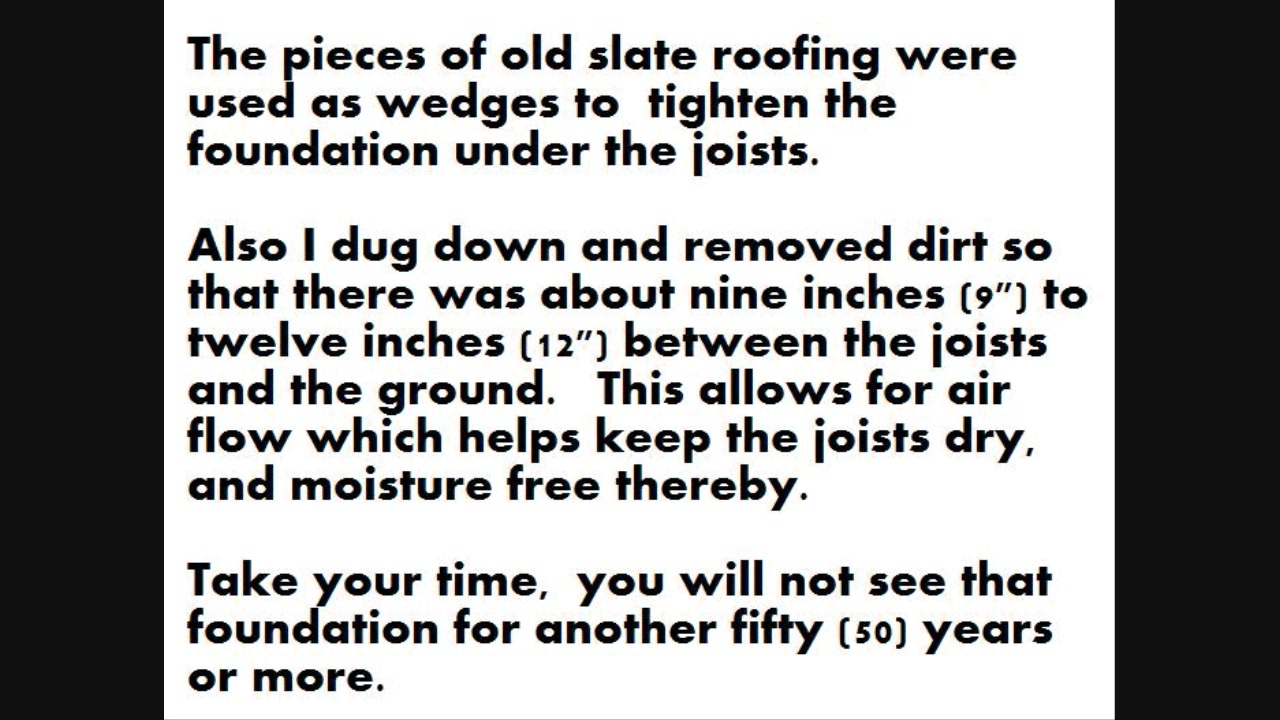 The pieces of old slate roofing were
used as wedges to  tighten the
foundation under the joists.
Also I dug down and removed dirt so
that there was about nine inches (9”) to
twelve inches (12”) between the joists
and the ground.   This allows for air
flow which helps keep the joists dry,
and moisture free thereby.
Take your time,  you will not see that
foundation for another fifty (50) years
or more.